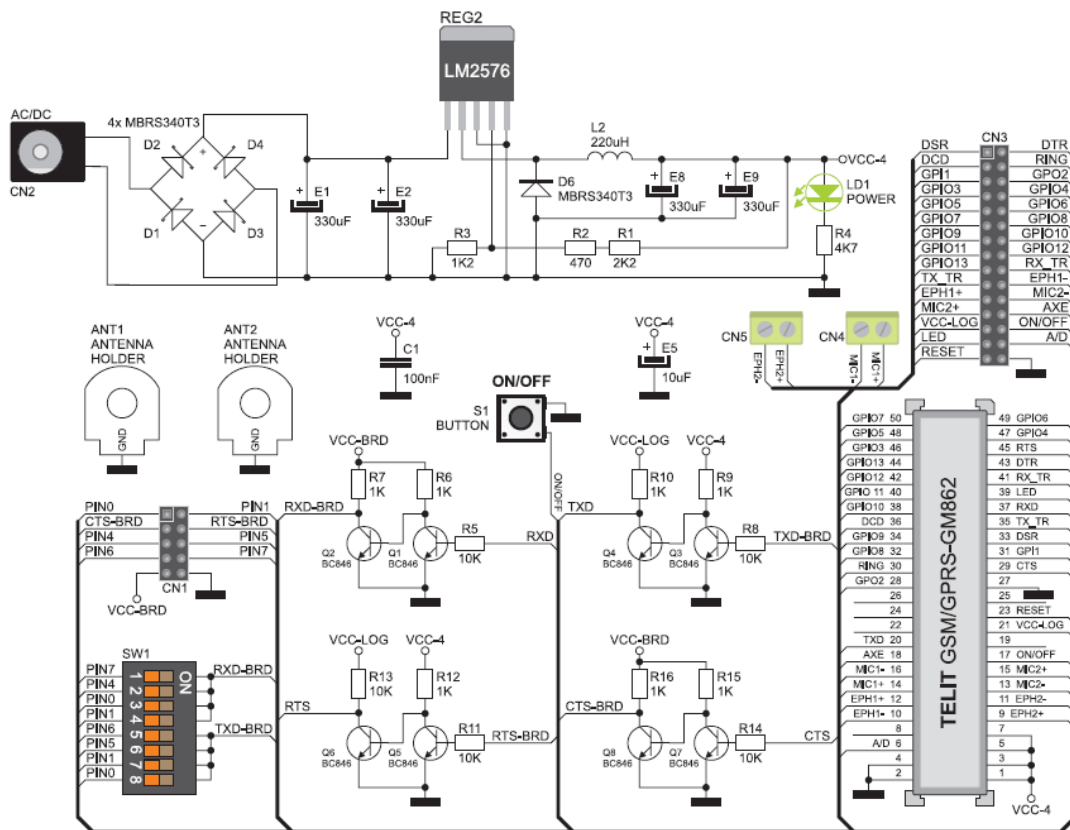 REG2
LM2576
AC/DC
CN2
4x MBRS340T3
D2
D4
D1
D3
+
−
+
E1
330uF
+
E2
330uF
D6
MBRS340T3
L2
220uH
+
E8
330uF
+
E9
330uF
VCC-4
LD1
POWER
R4
4K7
R3
1K2
R2
470
R1
2K2
CN3
DSR
DCD
GPI1
GPIO3
GPIO5
GPIO7
GPIO9
GPIO11
GPIO13
TX_TR
EPH1+
MIC2+
VCC-LOG
LED
RESET
DTR
RING
GPO2
GPIO4
GPIO6
GPIO8
GPIO10
GPIO12
RX_TR
EPH1-
MIC2-
AXE
ON/OFF
A/D
ANT1
ANTENNA
HOLDER
GND
ANT2
ANTENNA
HOLDER
GND
VCC-4
C1
100nF
VCC-4
+
E5
10uF
CN5
EPH2-
EPH2+
CN4
MIC1-
MIC1+
ON/OFF
S1
BUTTON
ON/OFF
VCC-BRD
R7
1K
R6
1K
RXD-BRD
Q2
BC846
Q1
BC846
R5
10K
RXD
VCC-LOG
VCC-4
R10
1K
R9
1K
TXD
Q4
BC846
Q3
BC846
R8
10K
TXD-BRD
PIN0
CTS-BRD
PIN4
PIN6
PIN1
RTS-BRD
PIN5
PIN7
CN1
VCC-BRD
SW1
PIN7
PIN4
PIN0
PIN1
PIN6
PIN5
PIN1
PIN0
1
2
3
4
5
6
7
8
ON
RXD-BRD
TXD-BRD
VCC-LOG
VCC-4
R13
10K
R12
1K
RTS
Q6
BC846
Q5
BC846
R11
10K
RTS-BRD
VCC-BRD
R16
1K
R15
1K
CTS-BRD
Q8
BC846
Q7
BC846
R14
10K
CTS
GPIO7 50
GPIO5 48
GPIO3 46
GPIO13 44
GPIO12 42
GPIO 11 40
GPIO10 38
DCD 36
GPIO9 34
GPIO8 32
RING 30
GPO2 28
26
24
22
TXD 20
AXE 18
MIC1- 16
MIC1+ 14
EPH1+ 12
EPH1- 10
8
A/D 6
4
2
TELIT GSM/GPRS-GM862
49 GPIO6
47 GPIO4
45 RTS
43 DTR
41 RX_TR
39 LED
37 RXD
35 TX_TR
33 DSR
31 GPI1
29 CTS
27
25
23 RESET
21 VCC-LOG
19
17 ON/OFF
15 MIC2+
13 MIC2-
11 EPH2-
9 EPH2+
7
5
3
1
VCC-4